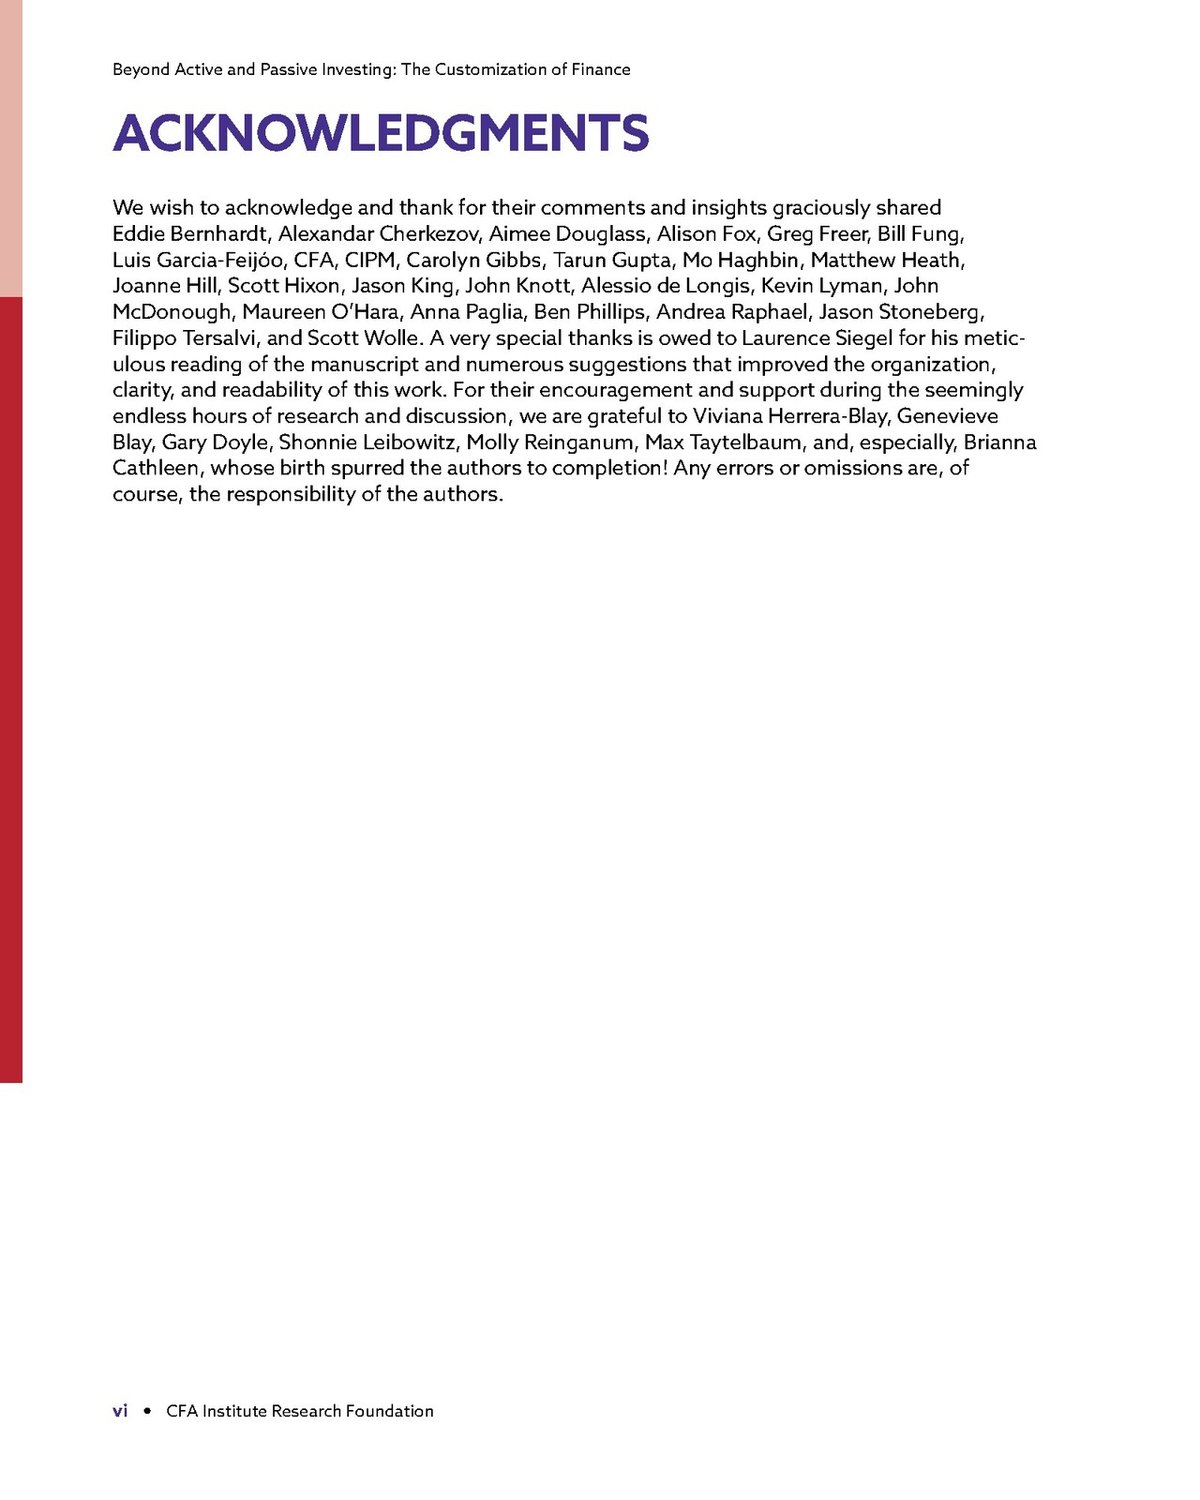 Beyond Active and Passive Investing: The Customization of Finance
ACKNOWLEDGMENTS
We wish to acknowledge and thank for their comments and insights graciously shared
Eddie Bernhardt, Alexandar Cherkezov, Aimee Douglass, Alison Fox, Greg Freer, Bill Fung,
Luis Garcia-Feijóo, CFA, CIPM, Carolyn Gibbs, Tarun Gupta, Mo Haghbin, Matthew Heath,
Joanne Hill, Scott Hixon, Jason King, John Knott, Alessio de Longis, Kevin Lyman, John
McDonough, Maureen O’Hara, Anna Paglia, Ben Phillips, Andrea Raphael, Jason Stoneberg,
Filippo Tersalvi, and Scott Wolle. A very special thanks is owed to Laurence Siegel for his metic-
ulous reading of the manuscript and numerous suggestions that improved the organization,
clarity, and readability of this work. For their encouragement and support during the seemingly
endless hours of research and discussion, we are grateful to Viviana Herrera-Blay, Genevieve
Blay, Gary Doyle, Shonnie Leibowitz, Molly Reinganum, Max Taytelbaum, and, especially, Brianna
Cathleen, whose birth spurred the authors to completion! Any errors or omissions are, of
course, the responsibility of the authors.
vi • CFA Institute Research Foundation